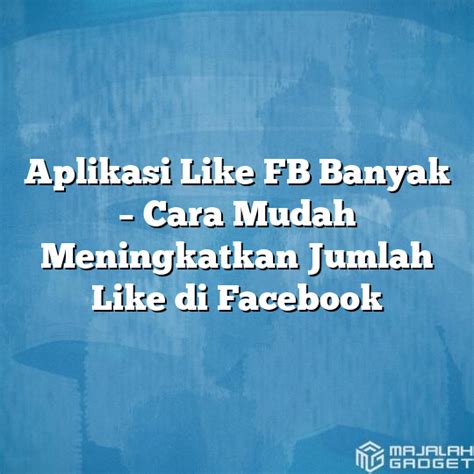 Aplikasi Like FB Banyak
– Cara Mudah
Meningkatkan Jumlah
Like di Facebook
MAJALAH
GADGET